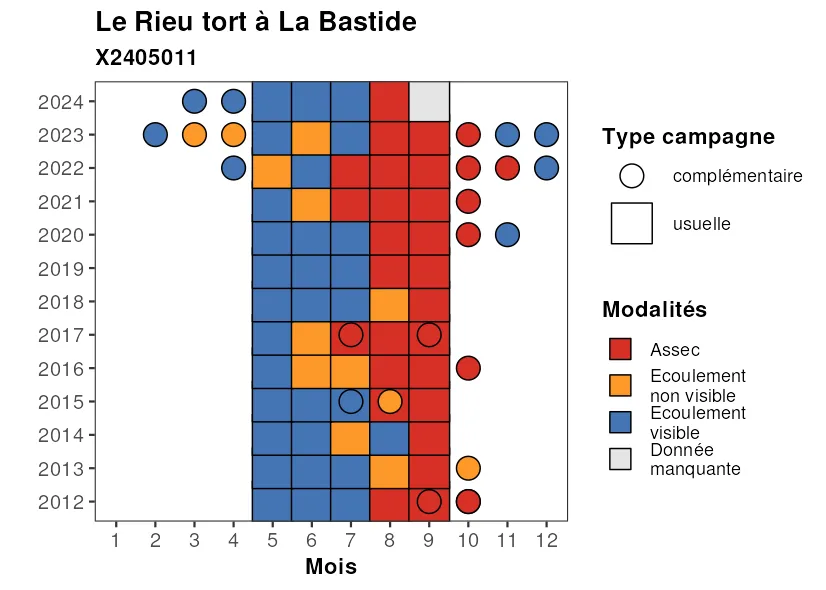 Le Rieu tort à La Bastide
X2405011
2024
2023
2022
2021
2020
2019
2018
2017
2016
2015
2014
2013
2012
1 2 3 4 5 6 7 8 9 10 11 12
Mois
Type campagne
complémentaire
usuelle
Modalités
Assec
Ecoulement
non visible
Ecoulement
visible
Donnée
manquante